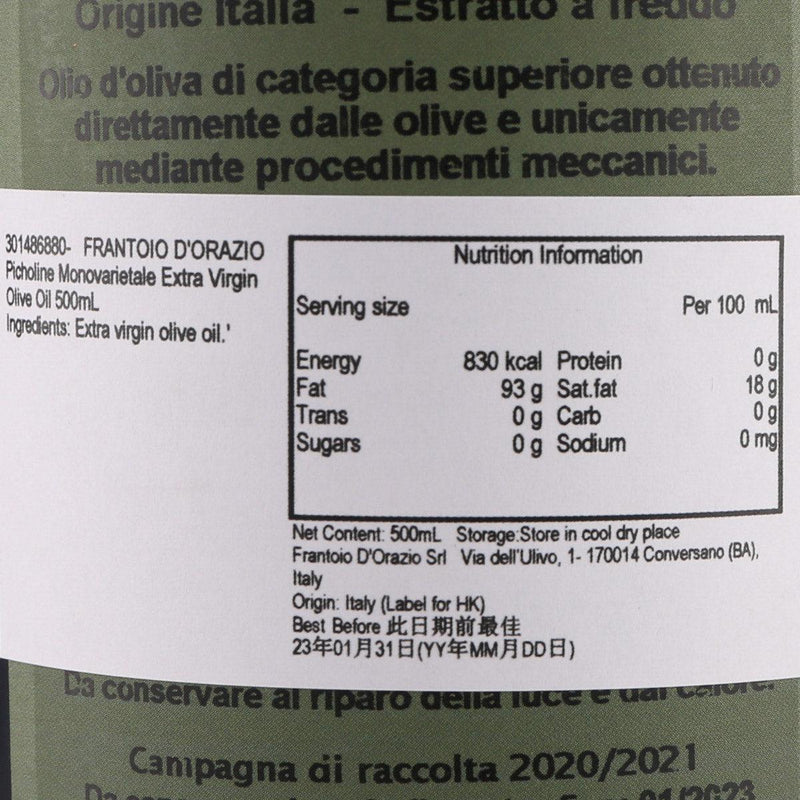 Origine Italia - Estratto a freddo
Olio d'oliva di categoria superiore ottenuto
direttamente dalle olive e unicamente
mediante procedimenti meccanici.
301486880- FRANTOIO D'ORAZIO
Picholine Monovarietale Extra Virgin
Olive Oil 500mL
Ingredients: Extra virgin olive oil.'
Nutrition Information
Serving size Per 100 mL
Energy 830 kcal Protein 0 g
Fat 93 g Sat.fat 18 g
Trans 0 g Carb 0 g
Sugars 0 g Sodium 0 mg
Net Content: 500mL Storage:Store in cool dry place
Frantoio D'Orazio Srl Via dell'Ulivo, 1- 170014 Conversano (BA),
Italy
Origin: Italy (Label for HK)
Best Before 此日期前最佳
23年01月31日(YY年MM月DD日)
Da conservare al riparo della luce e dal calore.
Campagna di raccolta 2020/2021
01/2023